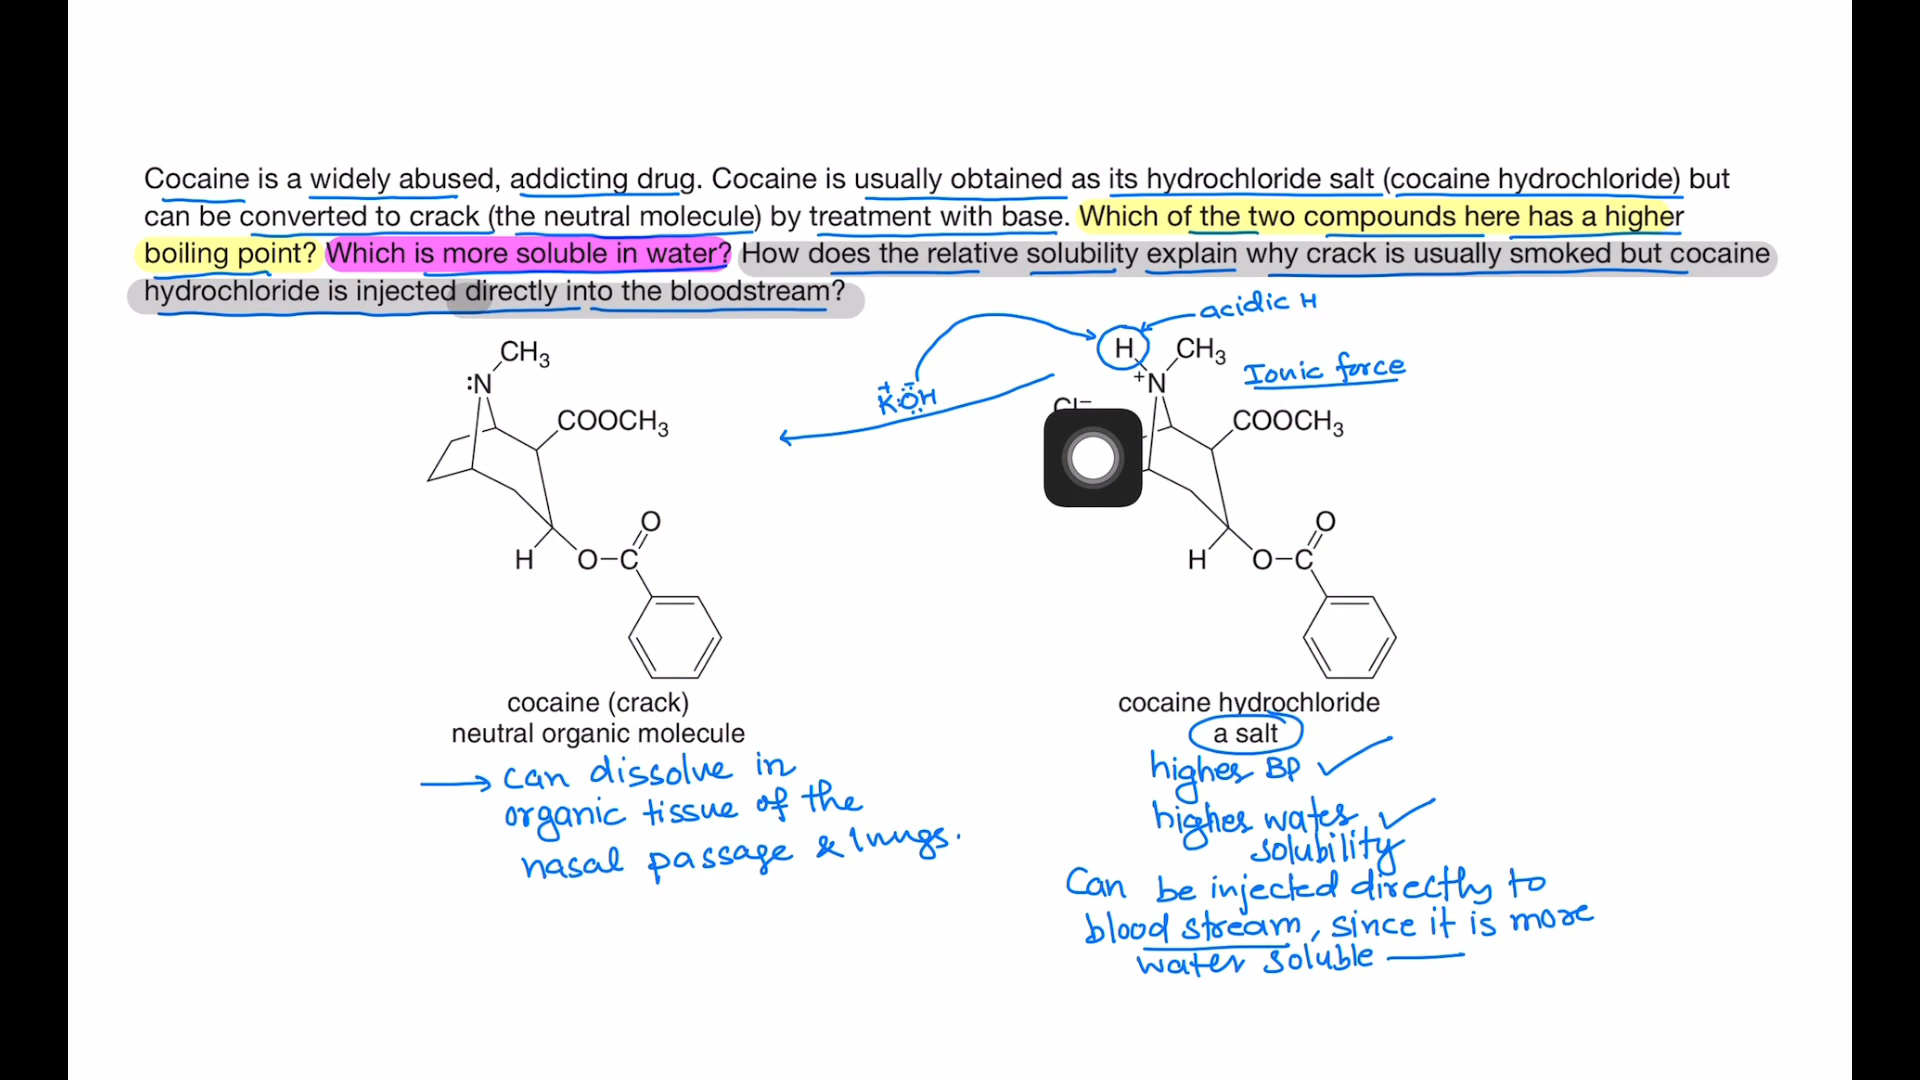 Cocaine is a widely abused, addicting drug. Cocaine is usually obtained as its hydrochloride salt (cocaine hydrochloride) but
can be converted to crack (the neutral molecule) by treatment with base. Which of the two compounds here has a higher
boiling point? Which is more soluble in water? How does the relative solubility explain why crack is usually smoked but cocaine
hydrochloride is injected directly into the bloodstream?
acidic H
CH₃
:N
COOCH₃
O
H
O–C
K⁺ :ÖH⁻
H
CH₃
⁺N
Ionic force
Cl⁻
COOCH₃
O
H
O–C
cocaine (crack)
neutral organic molecule
→ can dissolve in
organic tissue of the
nasal passage & lungs.
cocaine hydrochloride
a salt
higher BP ✓
higher water ✓
solubility
Can be injected directly to
blood stream, since it is more
water soluble —